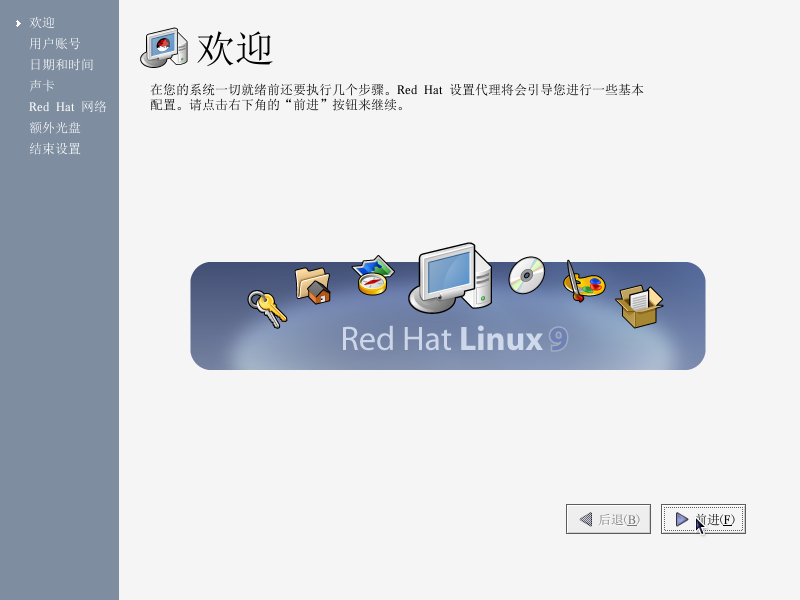 欢迎
用户账号
日期和时间
声卡
Red Hat 网络
额外光盘
结束设置
欢迎
在您的系统一切就绪前还要执行几个步骤。Red Hat 设置代理将会引导您进行一些基本
配置。请点击右下角的“前进”按钮来继续。
Red Hat Linux 9
后退(B)
前进(F)